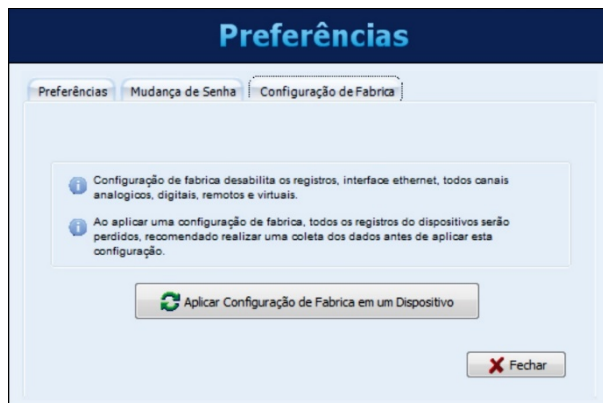 Preferências
Preferências Mudança de Senha Configuração de Fabrica
Configuração de fabrica desabilita os registros, interface ethernet, todos canais
analogicos, digitais, remotos e virtuais.
Ao aplicar uma configuração de fabrica, todos os registros do dispositivos serão
perdidos, recomendado realizar uma coleta dos dados antes de aplicar esta
configuração.
Aplicar Configuração de Fabrica em um Dispositivo
Fechar